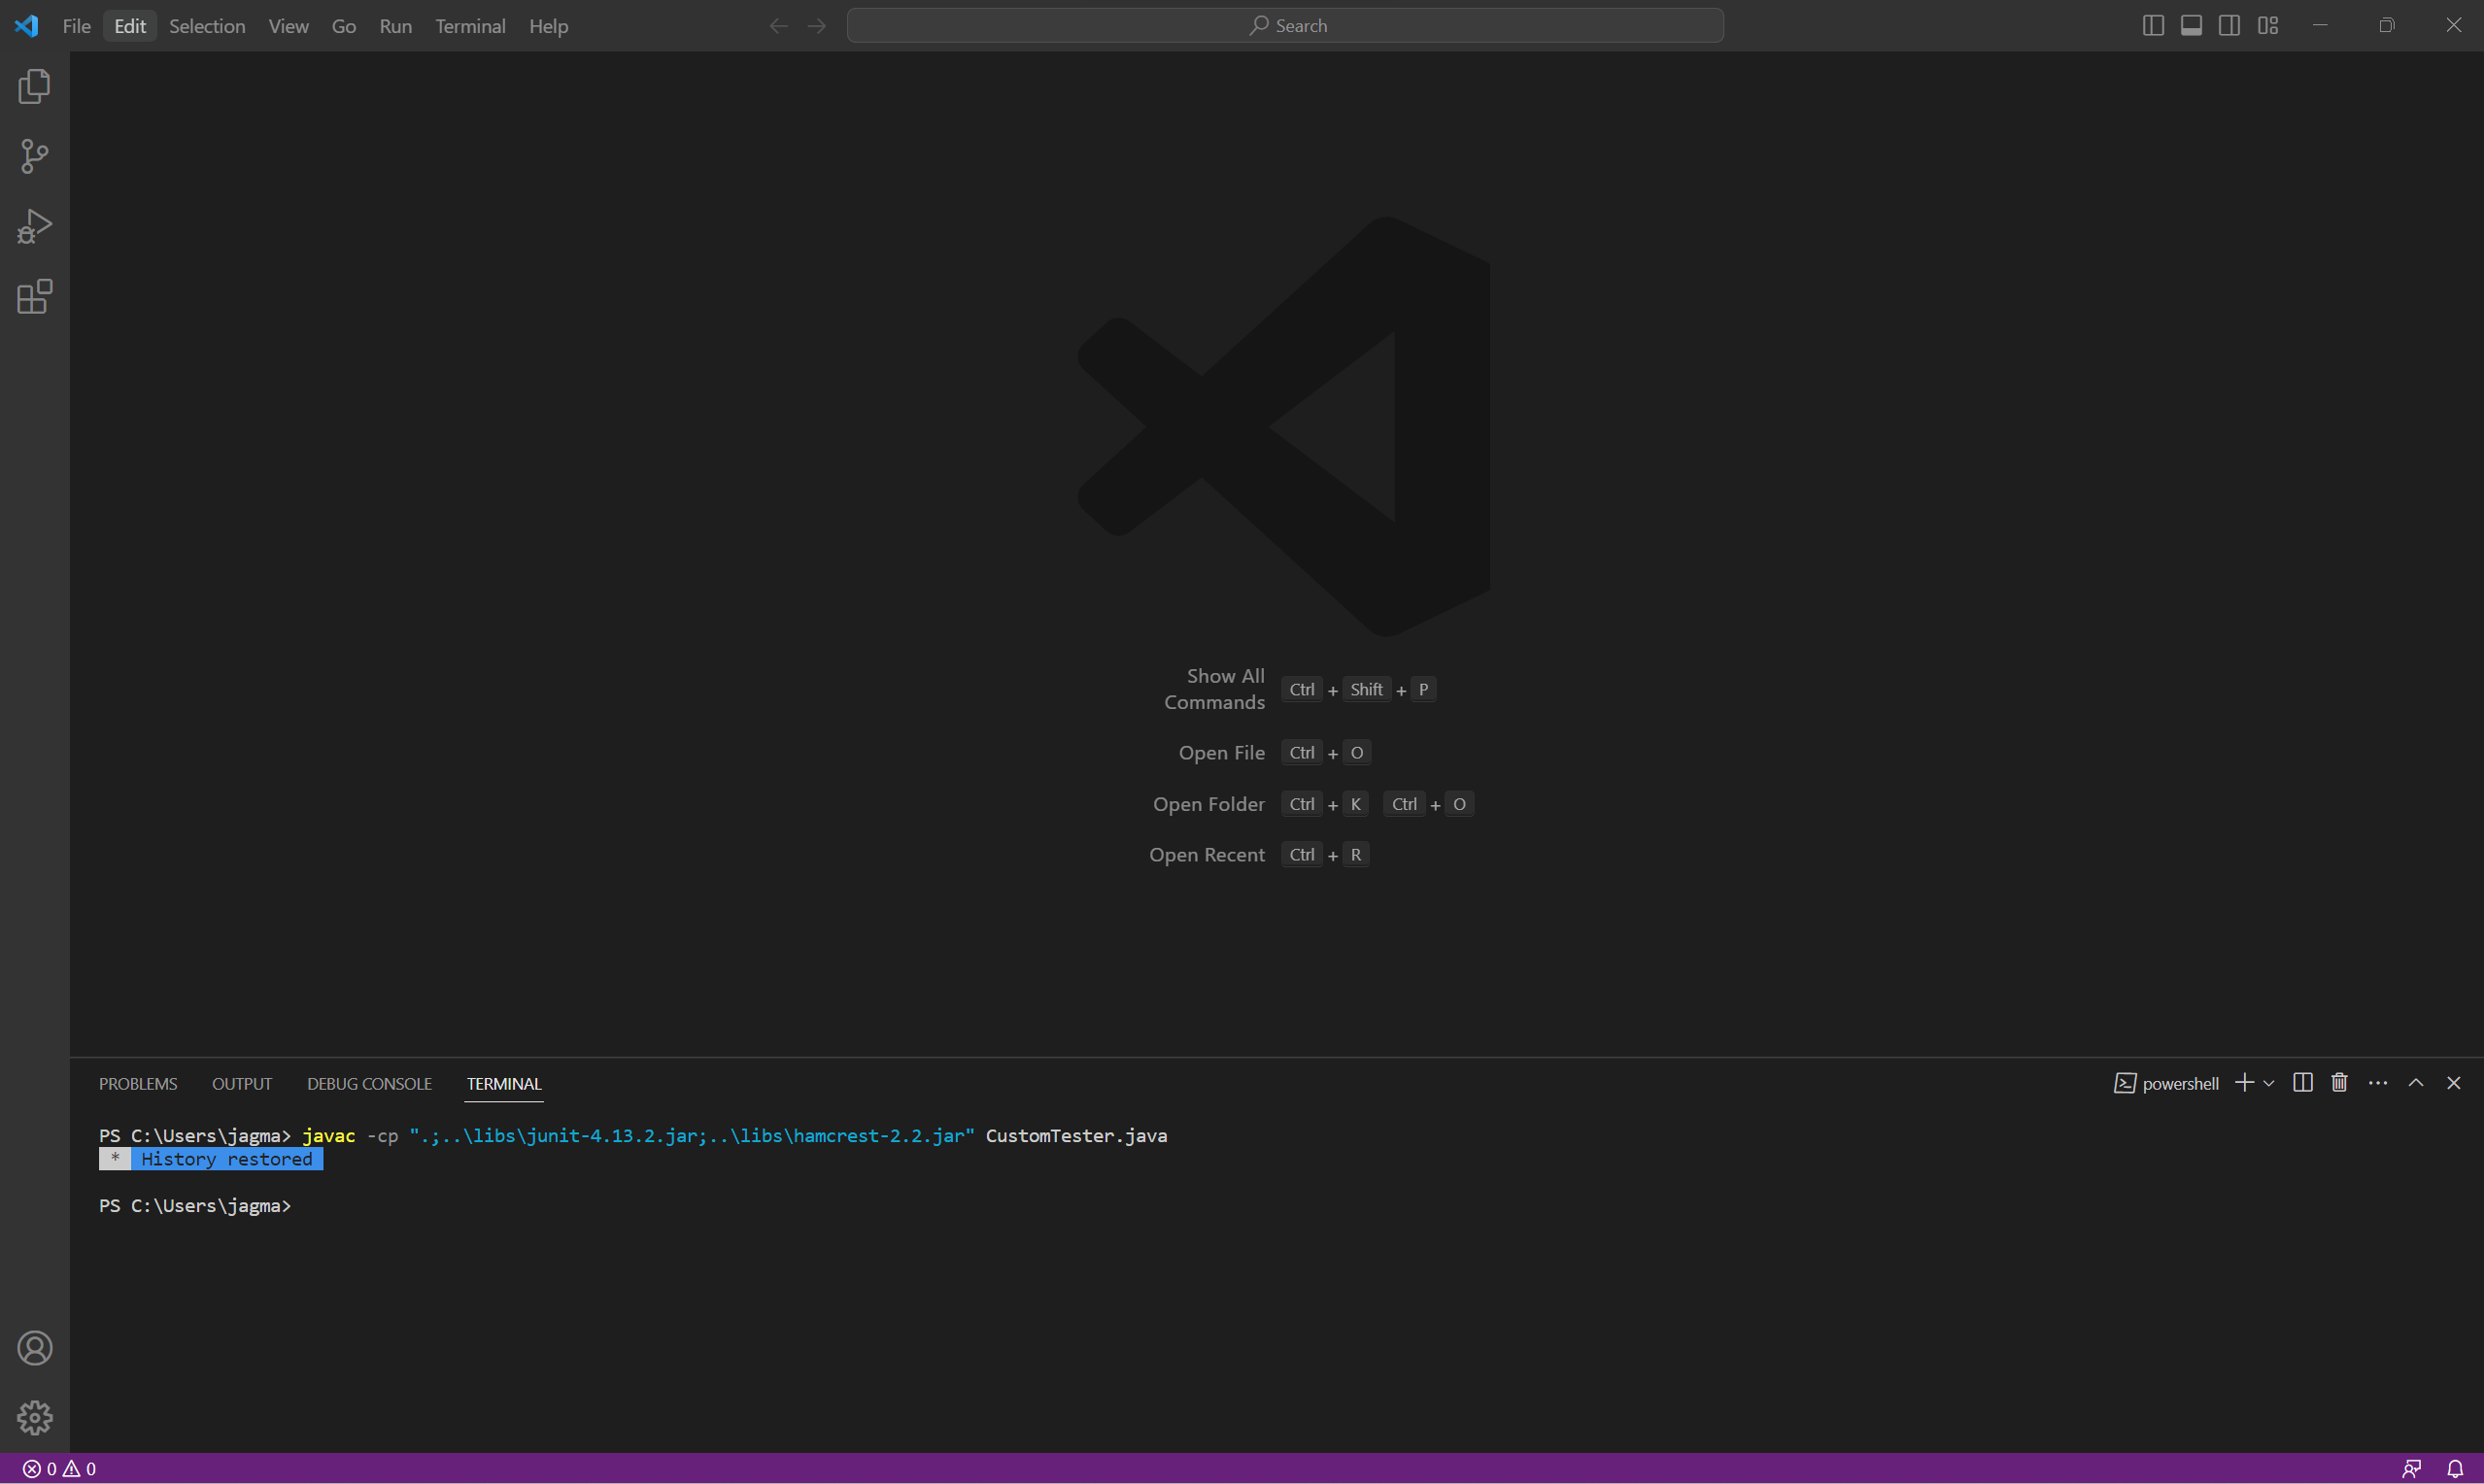 File Edit Selection View Go Run Terminal Help Search
Show All
Commands Ctrl + Shift + P
Open File Ctrl + O
Open Folder Ctrl + K Ctrl + O
Open Recent Ctrl + R
PROBLEMS OUTPUT DEBUG CONSOLE TERMINAL powershell
PS C:\Users\jagma> javac -cp ".;..\libs\junit-4.13.2.jar;..\libs\hamcrest-2.2.jar" CustomTester.java
* History restored
PS C:\Users\jagma>
0 0